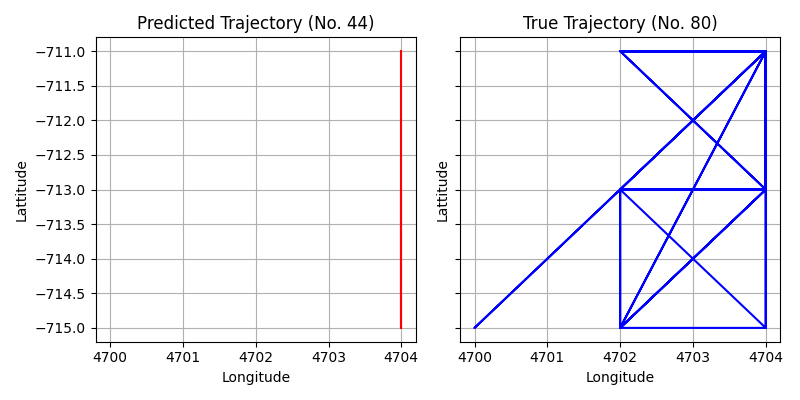 Predicted Trajectory (No. 44)
Lattitude
−711.0
−711.5
−712.0
−712.5
−713.0
−713.5
−714.0
−714.5
−715.0
4700 4701 4702 4703 4704
Longitude
True Trajectory (No. 80)
Lattitude
4700 4701 4702 4703 4704
Longitude